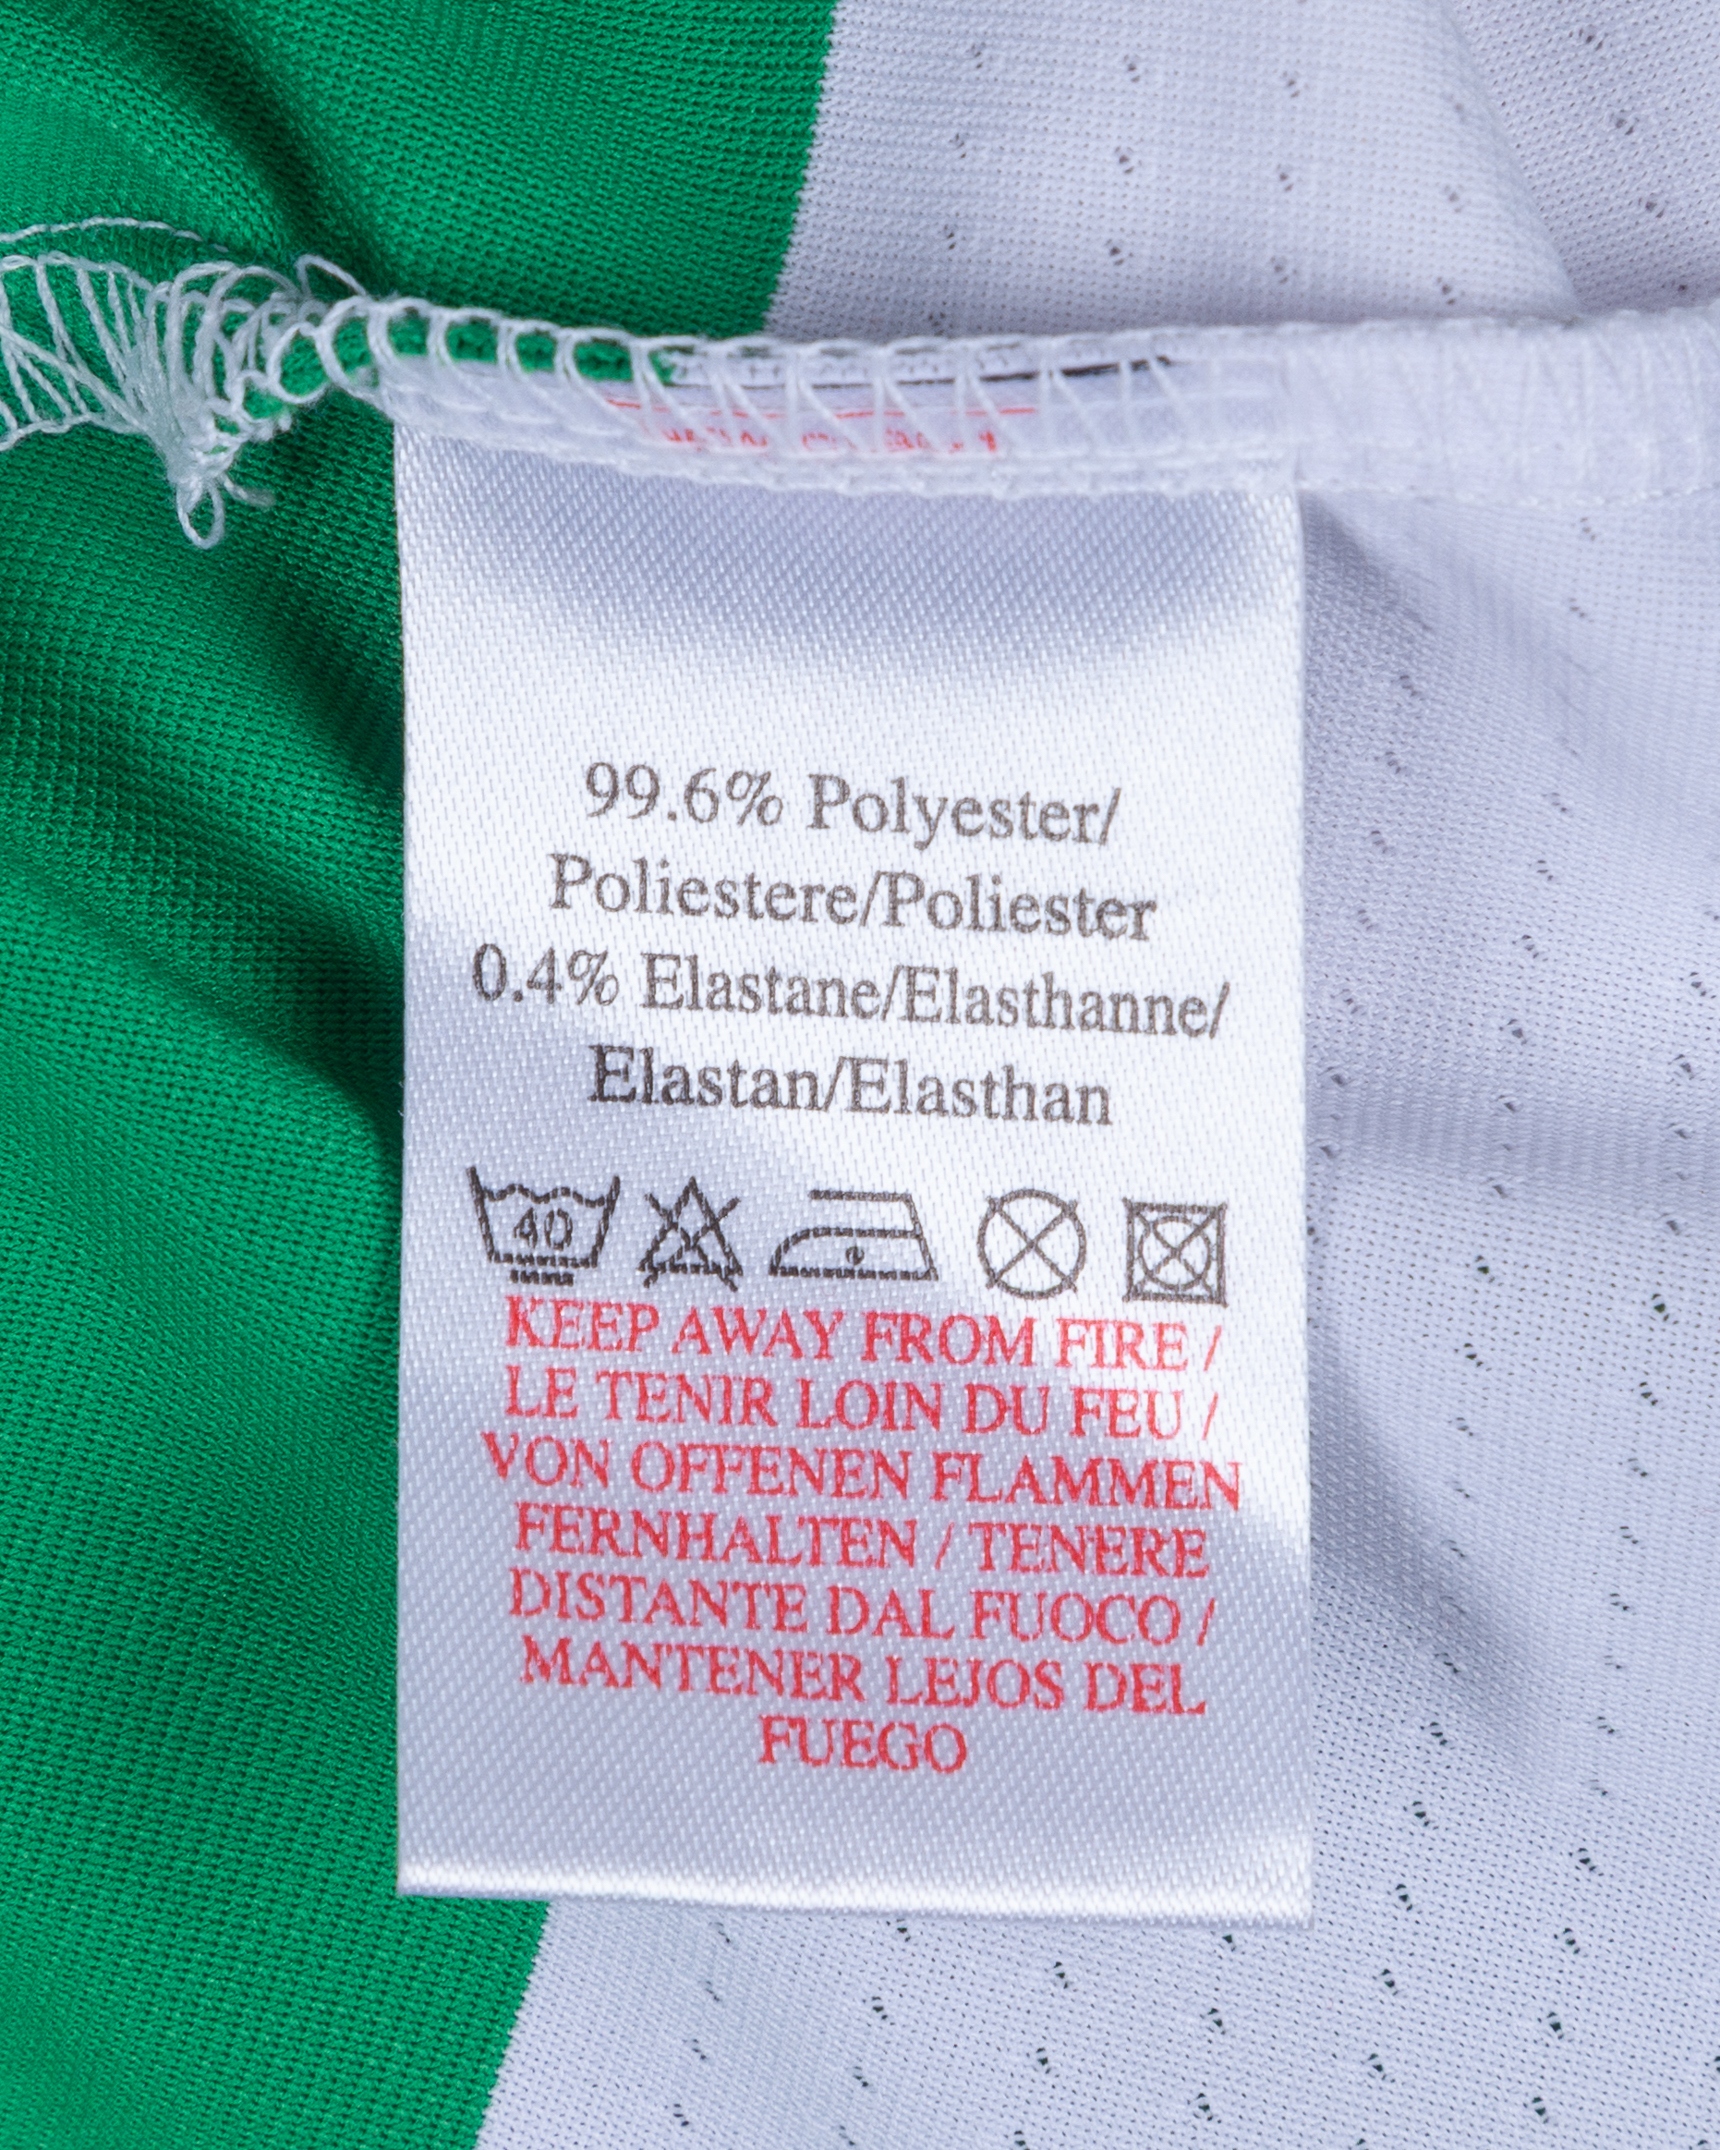 99.6% Polyester/
Poliestere/Poliester
0.4% Elastane/Elasthanne/
Elastan/Elasthan
40
KEEP AWAY FROM FIRE /
LE TENIR LOIN DU FEU /
VON OFFENEN FLAMMEN
FERNHALTEN / TENERE
DISTANTE DAL FUOCO /
MANTENER LEJOS DEL
FUEGO